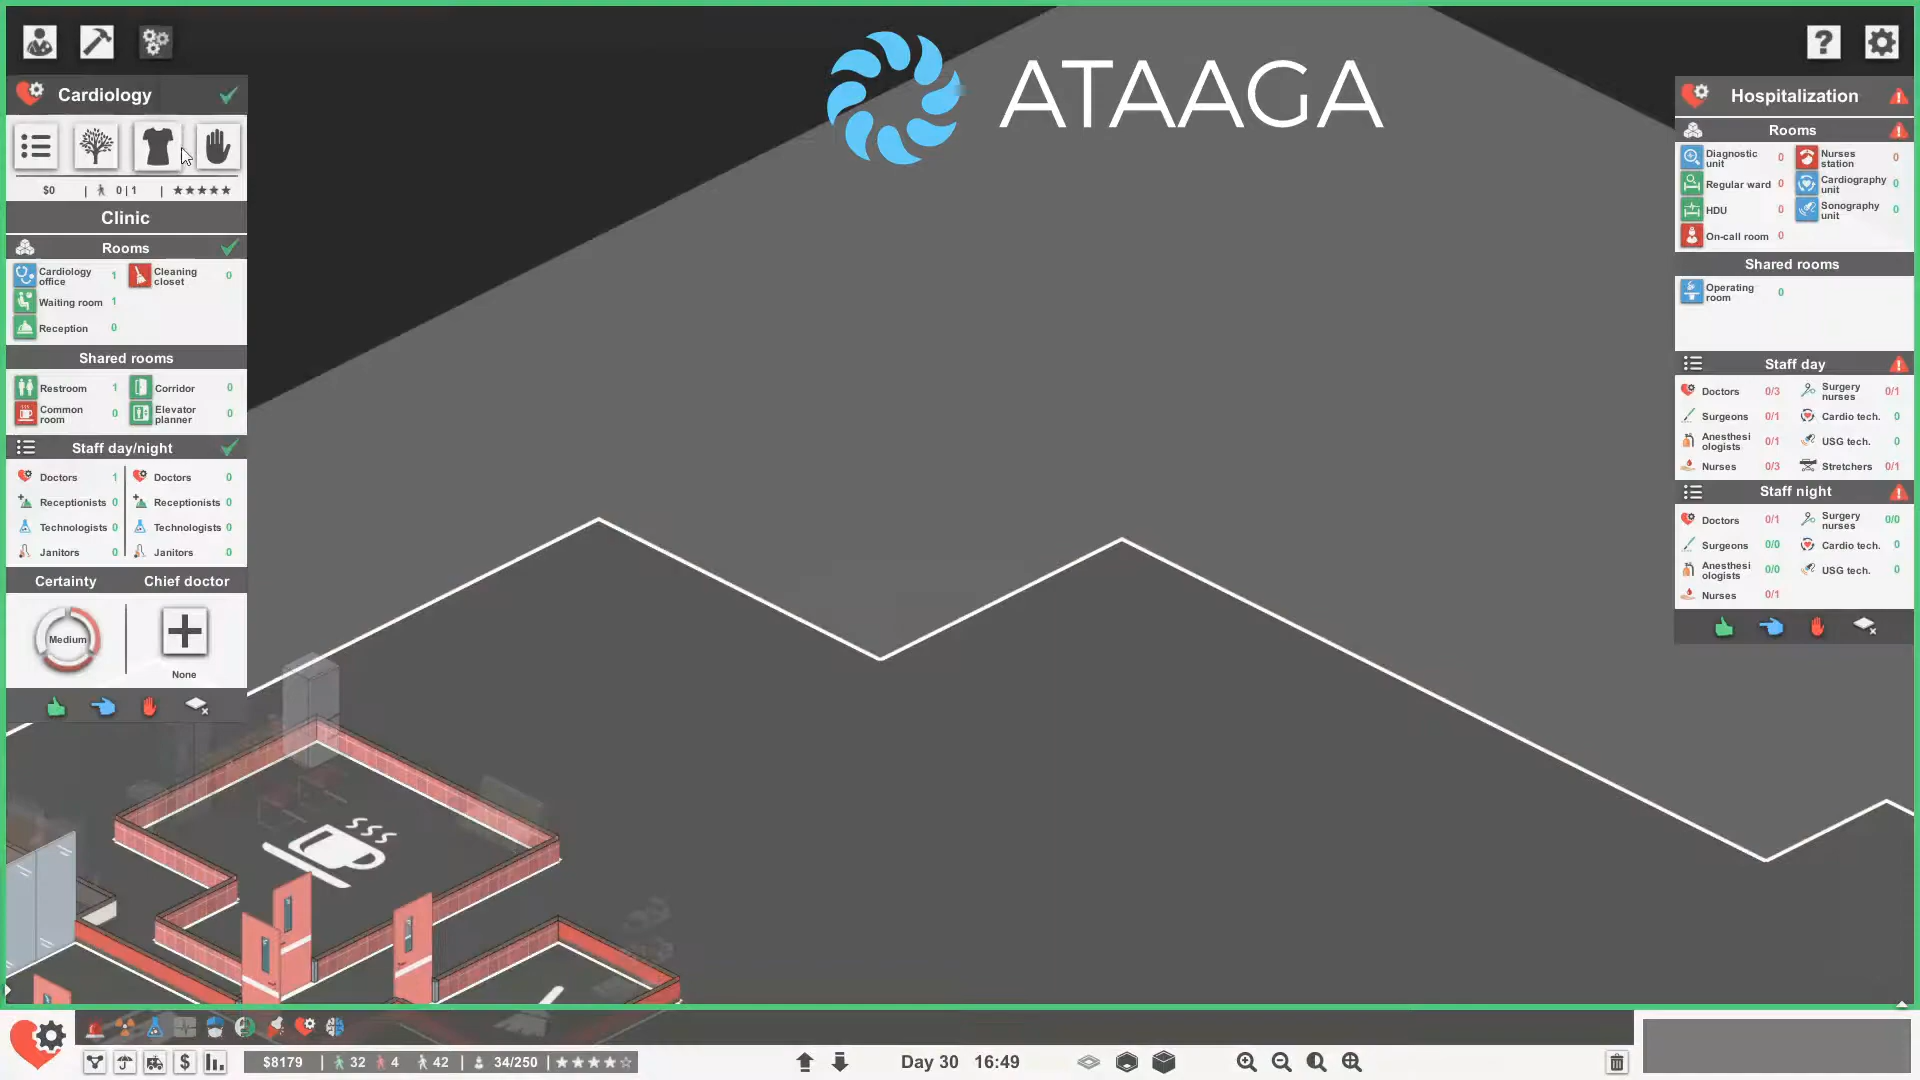 ATAAGA
Cardiology
$0 | 0|1 | ★★★★★
Clinic
Rooms
Cardiology office 1
Cleaning closet 0
Waiting room 1
Reception 0
Shared rooms
Restroom 1
Corridor 0
Common room 0
Elevator planner 0
Staff day/night
Doctors 1
Doctors 0
Receptionists 0
Receptionists 0
Technologists 0
Technologists 0
Janitors 0
Janitors 0
Certainty
Chief doctor
Medium
None
Hospitalization
Rooms
Diagnostic unit 0
Nurses station 0
Regular ward 0
Cardiography unit 0
HDU 0
Sonography unit 0
On-call room 0
Shared rooms
Operating room 0
Staff day
Doctors 0/3
Surgery nurses 0/1
Surgeons 0/1
Cardio tech. 0
Anesthesiologists 0/1
USG tech. 0
Nurses 0/3
Stretchers 0/1
Staff night
Doctors 0/1
Surgery nurses 0/0
Surgeons 0/0
Cardio tech. 0
Anesthesiologists 0/0
USG tech. 0
Nurses 0/1
$8179 | 32 4 | 42 | 34/250 | ★★★★☆
Day 30 16:49